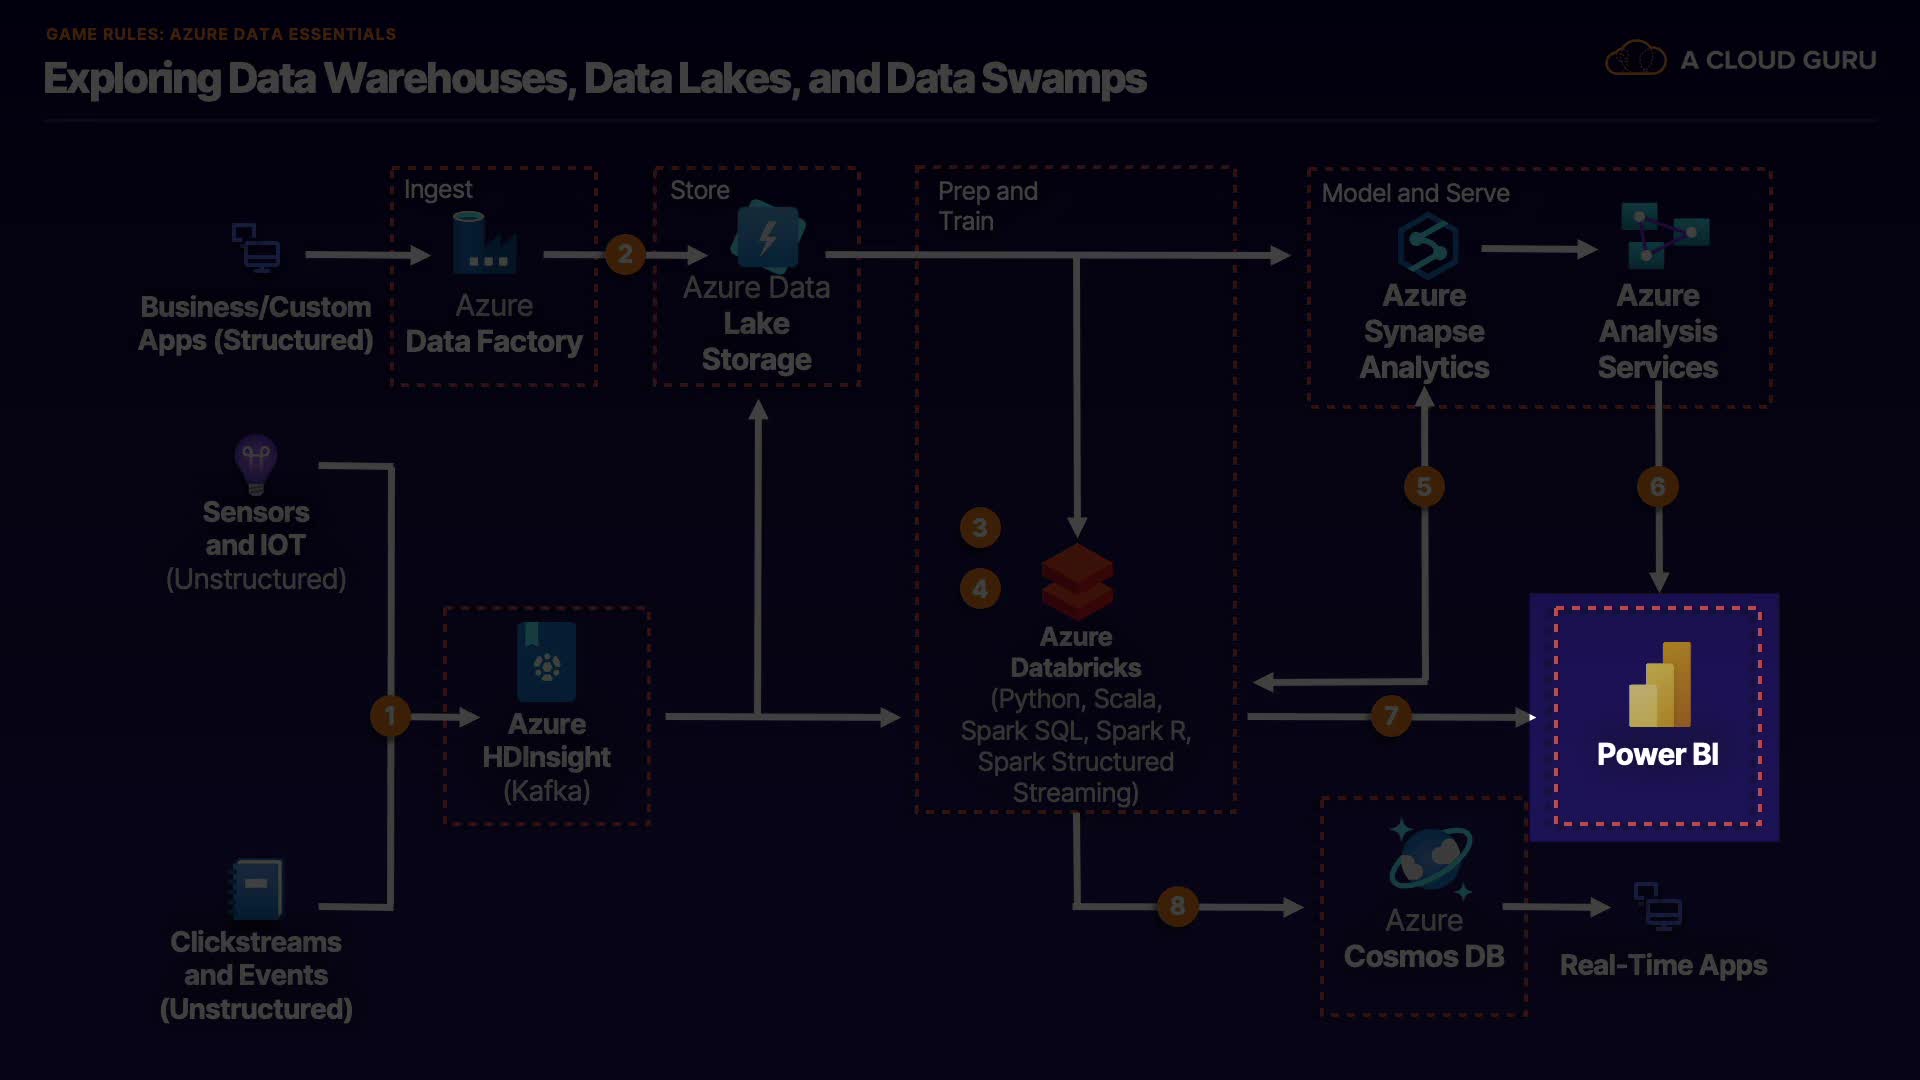 GAME RULES: AZURE DATA ESSENTIALS
Exploring Data Warehouses, Data Lakes, and Data Swamps
A CLOUD GURU
Ingest
Azure
Data Factory
Business/Custom
Apps (Structured)
2
Store
Azure Data
Lake
Storage
Prep and
Train
Model and Serve
Azure
Synapse
Analytics
Azure
Analysis
Services
Sensors
and IOT
(Unstructured)
1
Azure
HDInsight
(Kafka)
3
4
Azure
Databricks
(Python, Scala,
Spark SQL, Spark R,
Spark Structured
Streaming)
5
6
7
Power BI
Clickstreams
and Events
(Unstructured)
8
Azure
Cosmos DB
Real-Time Apps